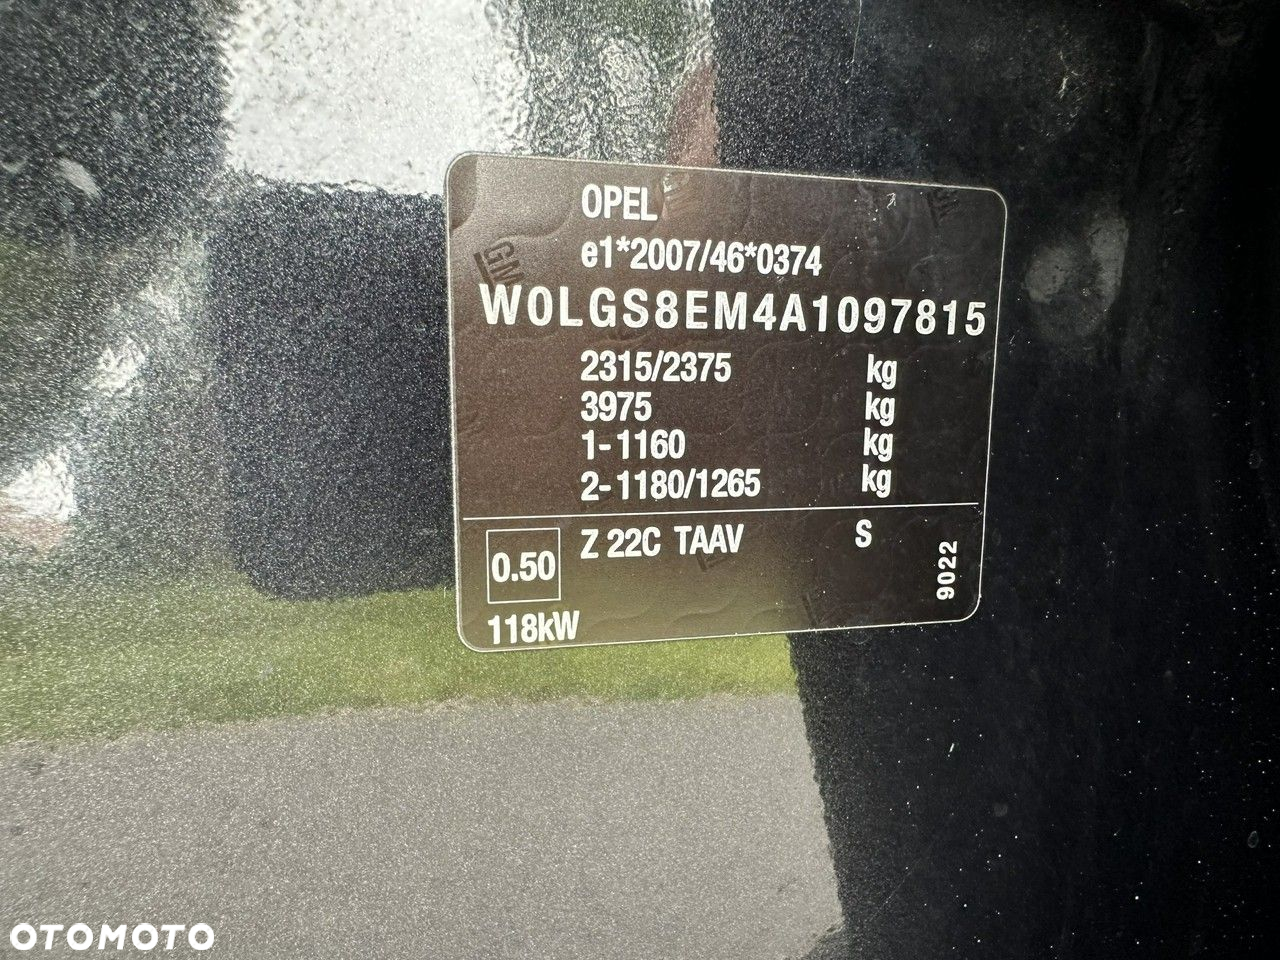 OPEL
e1*2007/46*0374
W0LGS8EM4A1097815
2315/2375 kg
3975 kg
1-1160 kg
2-1180/1265 kg
0.50 Z 22C TAAV S
118kW
9022
GM
OTOMOTO